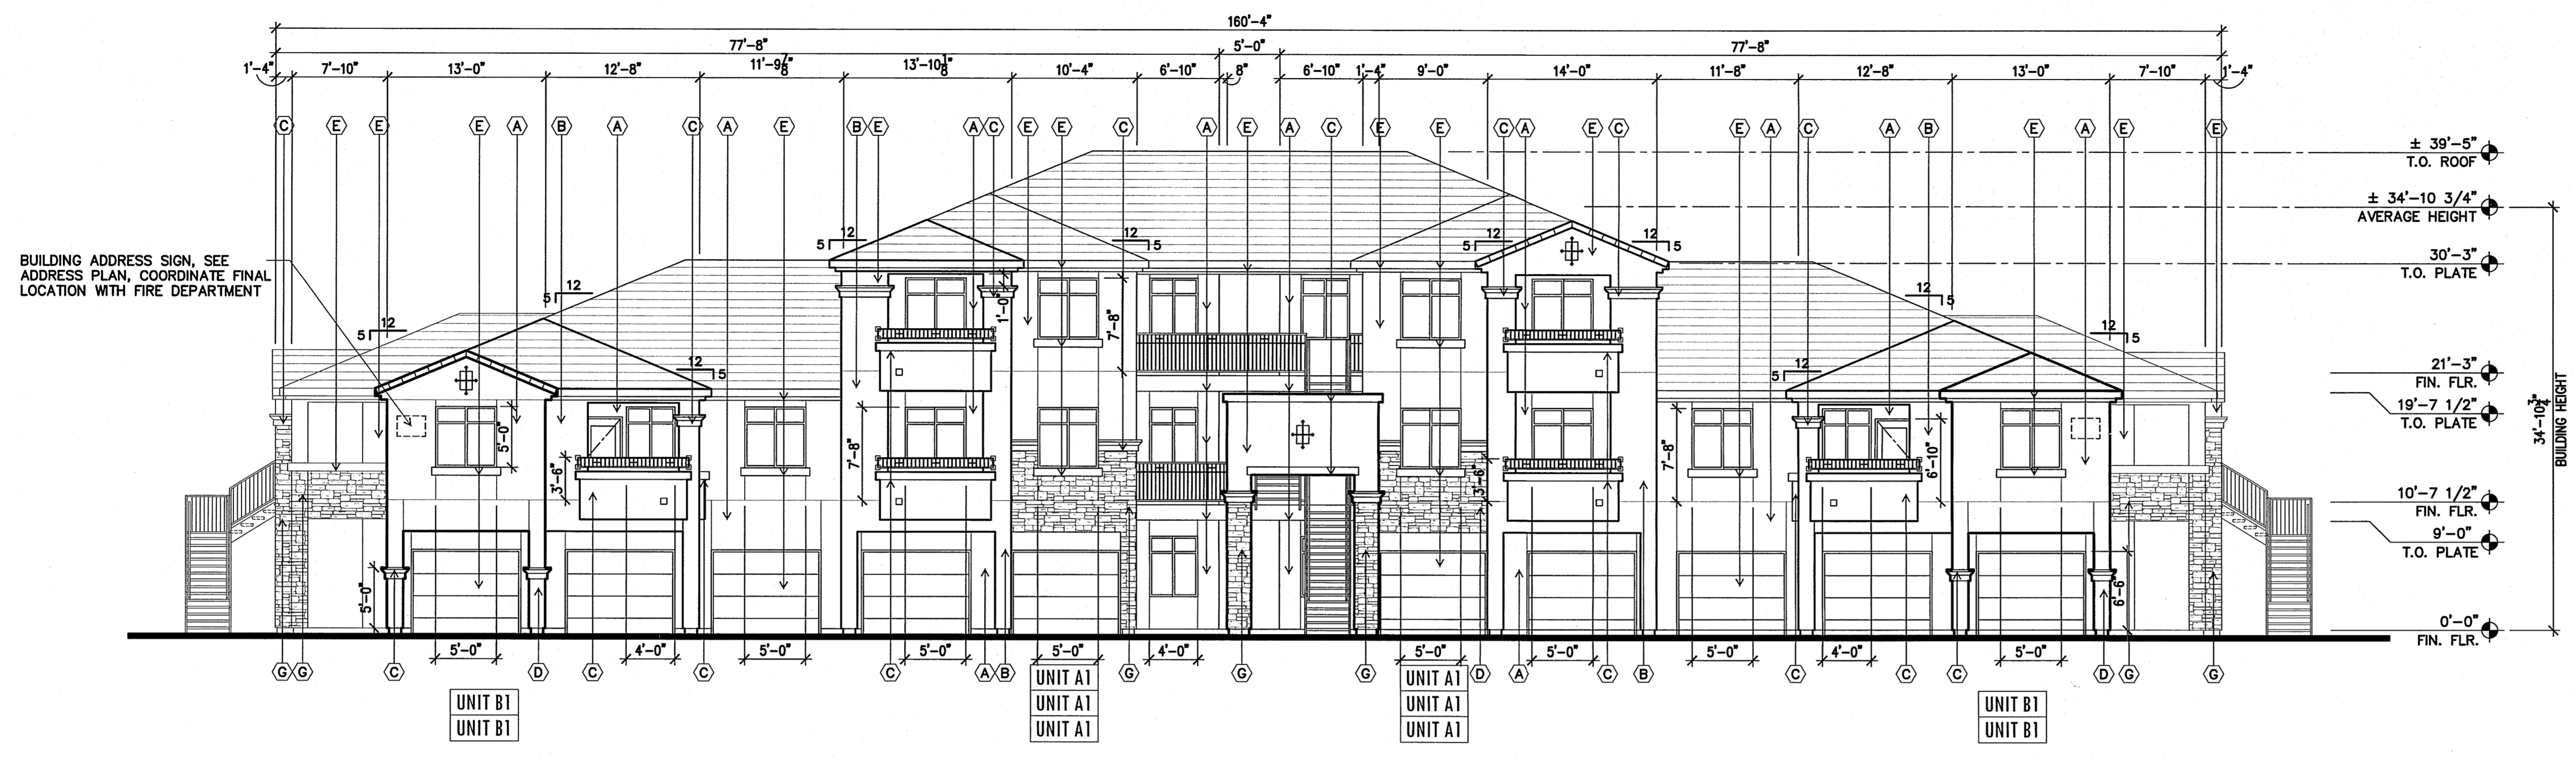 160'-4"
77'-8" 5'-0" 77'-8"
1'-4" 7'-10" 13'-0" 12'-8" 11'-9 7/8" 13'-10 1/8" 10'-4" 6'-10" 8" 6'-10" 1'-4" 9'-0" 14'-0" 11'-8" 12'-8" 13'-0" 7'-10" 1'-4"
C E E E A B A C A E B E A C E E C A E A C E E C A E C E A C A B E A E E
± 39'-5"
T.O. ROOF
± 34'-10 3/4"
AVERAGE HEIGHT
12 12 12 12
5 5 5 5
BUILDING ADDRESS SIGN, SEE
ADDRESS PLAN, COORDINATE FINAL
LOCATION WITH FIRE DEPARTMENT
30'-3"
T.O. PLATE
12 12
5 5
1'-0"
12 12
5 5
7'-8"
12 12
5 5
21'-3"
FIN. FLR.
19'-7 1/2"
T.O. PLATE
5'-0"
3'-6"
7'-8"
3'-6"
7'-8"
6'-10"
34'-10 3/4"
BUILDING HEIGHT
10'-7 1/2"
FIN. FLR.
9'-0"
T.O. PLATE
5'-0"
6'-6"
0'-0"
FIN. FLR.
5'-0" 4'-0" 5'-0" 5'-0" 5'-0" 4'-0" 5'-0" 5'-0" 5'-0" 4'-0" 5'-0"
G G C D C C C A B G G G D A C B C C C D G G
UNIT B1
UNIT B1
UNIT A1
UNIT A1
UNIT A1
UNIT A1
UNIT A1
UNIT A1
UNIT B1
UNIT B1